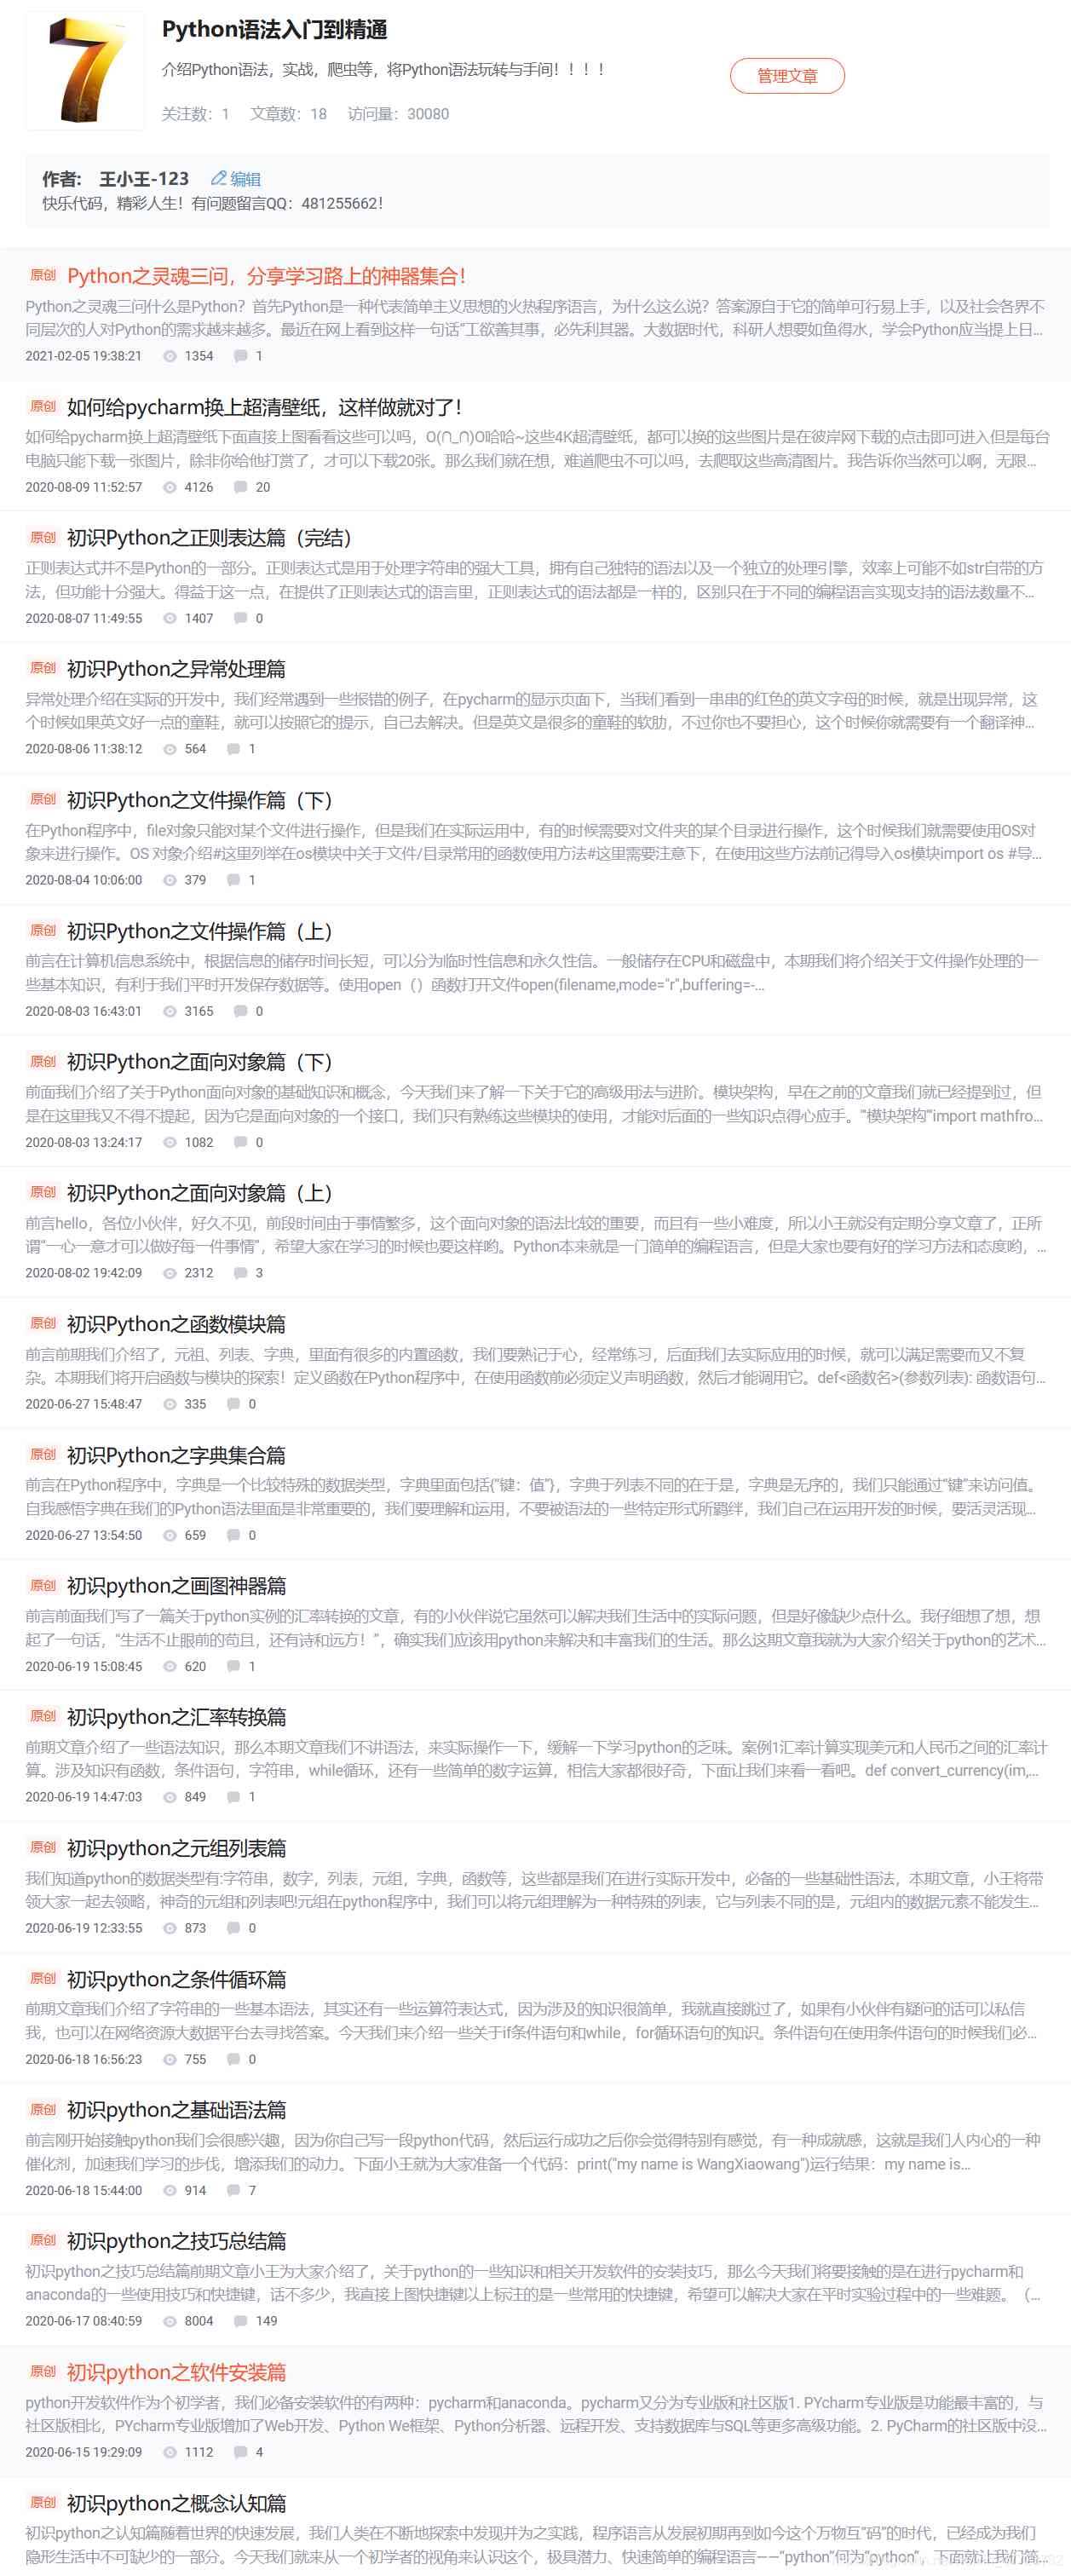 7
Python语法入门到精通
介绍Python语法，实战，爬虫等，将Python语法玩转与手间！！！！
管理文章
关注数：1 文章数：18 访问量：30080
作者： 王小王-123 编辑
快乐代码，精彩人生！有问题留言QQ：481255662！
原创 Python之灵魂三问，分享学习路上的神器集合！
Python之灵魂三问什么是Python？首先Python是一种代表简单主义思想的火热程序语言，为什么这么说？答案源自于它的简单可行易上手，以及社会各界不
同层次的人对Python的需求越来越多。最近在网上看到这样一句话“工欲善其事，必先利其器。大数据时代，科研人想要如鱼得水，学会Python应当提上日...
2021-02-05 19:38:21 1354 1
原创 如何给pycharm换上超清壁纸，这样做就对了！
如何给pycharm换上超清壁纸下面直接上图看看这些可以吗，O(∩_∩)O哈哈~这些4K超清壁纸，都可以换的这些图片是在彼岸网下载的点击即可进入但是每台
电脑只能下载一张图片，除非你给他打赏了，才可以下载20张。那么我们就在想，难道爬虫不可以吗，去爬取这些高清图片。我告诉你当然可以啊，无限...
2020-08-09 11:52:57 4126 20
原创 初识Python之正则表达篇（完结）
正则表达式并不是Python的一部分。正则表达式是用于处理字符串的强大工具，拥有自己独特的语法以及一个独立的处理引擎，效率上可能不如str自带的方
法，但功能十分强大。得益于这一点，在提供了正则表达式的语言里，正则表达式的语法都是一样的，区别只在于不同的编程语言实现支持的语法数量不...
2020-08-07 11:49:55 1407 0
原创 初识Python之异常处理篇
异常处理介绍在实际的开发中，我们经常遇到一些报错的例子，在pycharm的显示页面下，当我们看到一串串的红色的英文字母的时候，就是出现异常，这
个时候如果英文好一点的童鞋，就可以按照它的提示，自己去解决。但是英文是很多的童鞋的软肋，不过你也不要担心，这个时候你就需要有一个翻译神...
2020-08-06 11:38:12 564 1
原创 初识Python之文件操作篇（下）
在Python程序中，file对象只能对某个文件进行操作，但是我们在实际运用中，有的时候需要对文件夹的某个目录进行操作，这个时候我们就需要使用OS对
象来进行操作。OS 对象介绍#这里列举在os模块中关于文件/目录常用的函数使用方法#这里需要注意下，在使用这些方法前记得导入os模块import os #导...
2020-08-04 10:06:00 379 1
原创 初识Python之文件操作篇（上）
前言在计算机信息系统中，根据信息的储存时间长短，可以分为临时性信息和永久性信。一般储存在CPU和磁盘中，本期我们将介绍关于文件操作处理的一
些基本知识，有利于我们平时开发保存数据等。使用open（）函数打开文件open(filename,mode="r",buffering=-...
2020-08-03 16:43:01 3165 0
原创 初识Python之面向对象篇（下）
前面我们介绍了关于Python面向对象的基础知识和概念，今天我们来了解一下关于它的高级用法与进阶。模块架构，早在之前的文章我们就已经提到过，但
是在这里我又不得不提起，因为它是面向对象的一个接口，我们只有熟练这些模块的使用，才能对后面的一些知识点得心应手。'''模块架构'''import mathfro...
2020-08-03 13:24:17 1082 0
原创 初识Python之面向对象篇（上）
前言hello，各位小伙伴，好久不见，前段时间由于事情繁多，这个面向对象的语法比较的重要，而且有一些小难度，所以小王就没有定期分享文章了，正所
谓“一心一意才可以做好每一件事情”，希望大家在学习的时候也要这样哟。Python本来就是一门简单的编程语言，但是大家也要有好的学习方法和态度哟，...
2020-08-02 19:42:09 2312 3
原创 初识Python之函数模块篇
前言前期我们介绍了，元祖、列表、字典，里面有很多的内置函数，我们要熟记于心，经常练习，后面我们去实际应用的时候，就可以满足需要而又不复
杂。本期我们将开启函数与模块的探索！定义函数在Python程序中，在使用函数前必须定义声明函数，然后才能调用它。def<函数名>(参数列表): 函数语句...
2020-06-27 15:48:47 335 0
原创 初识Python之字典集合篇
前言在Python程序中，字典是一个比较特殊的数据类型，字典里面包括{“键：值”}，字典于列表不同的在于是，字典是无序的，我们只能通过“键”来访问值。
自我感悟字典在我们的Python语法里面是非常重要的，我们要理解和运用，不要被语法的一些特定形式所羁绊，我们自己在运用开发的时候，要活灵活现...
2020-06-27 13:54:50 659 0
原创 初识python之画图神器篇
前言前面我们写了一篇关于python实例的汇率转换的文章，有的小伙伴说它虽然可以解决我们生活中的实际问题，但是好像缺少点什么。我仔细想了想，想
起了一句话，“生活不止眼前的苟且，还有诗和远方！”，确实我们应该用python来解决和丰富我们的生活。那么这期文章我就为大家介绍关于python的艺术...
2020-06-19 15:08:45 620 1
原创 初识python之汇率转换篇
前期文章介绍了一些语法知识，那么本期文章我们不讲语法，来实际操作一下，缓解一下学习python的乏味。案例1汇率计算实现美元和人民币之间的汇率计
算。涉及知识有函数，条件语句，字符串，while循环，还有一些简单的数字运算，相信大家都很好奇，下面让我们来看一看吧。def convert_currency(im,...
2020-06-19 14:47:03 849 1
原创 初识python之元组列表篇
我们知道python的数据类型有:字符串，数字，列表，元组，字典，函数等，这些都是我们在进行实际开发中，必备的一些基础性语法，本期文章，小王将带
领大家一起去领略，神奇的元组和列表吧!元组在python程序中，我们可以将元组理解为一种特殊的列表，它与列表不同的是，元组内的数据元素不能发生...
2020-06-19 12:33:55 873 0
原创 初识python之条件循环篇
前期文章我们介绍了字符串的一些基本语法，其实还有一些运算符表达式，因为涉及的知识很简单，我就直接跳过了，如果有小伙伴有疑问的话可以私信
我，也可以在网络资源大数据平台去寻找答案。今天我们来介绍一些关于if条件语句和while，for循环语句的知识。条件语句在使用条件语句的时候我们必...
2020-06-18 16:56:23 755 0
原创 初识python之基础语法篇
前言刚开始接触python我们会很感兴趣，因为你自己写一段python代码，然后运行成功之后你会觉得特别有感觉，有一种成就感，这就是我们人内心的一种
催化剂，加速我们学习的步伐，增添我们的动力。下面小王就为大家准备一个代码：print("my name is WangXiaowang")运行结果：my name is...
2020-06-18 15:44:00 914 7
原创 初识python之技巧总结篇
初识python之技巧总结篇前期文章小王为大家介绍了，关于python的一些知识和相关开发软件的安装技巧，那么今天我们将要接触的是在进行pycharm和
anaconda的一些使用技巧和快捷键，话不多少，我直接上图快捷键以上标注的是一些常用的快捷键，希望可以解决大家在平时实验过程中的一些难题。（...
2020-06-17 08:40:59 8004 149
原创 初识python之软件安装篇
python开发软件作为个初学者，我们必备安装软件的有两种：pycharm和anaconda。pycharm又分为专业版和社区版1. PYcharm专业版是功能最丰富的，与
社区版相比，PYcharm专业版增加了Web开发、Python We框架、Python分析器、远程开发、支持数据库与SQL等更多高级功能。2. PyCharm的社区版中没...
2020-06-15 19:29:09 1112 4
原创 初识python之概念认知篇
初识python之认知篇随着世界的快速发展，我们人类在不断地探索中发现并为之实践，程序语言从发展初期再到如今这个万物互“码”的时代，已经成为我们
隐形生活中不可缺少的一部分。今天我们就来从一个初学者的视角来认识这个，极具潜力、快速简单的编程语言——“python”何为“python”，下面就让我们简...